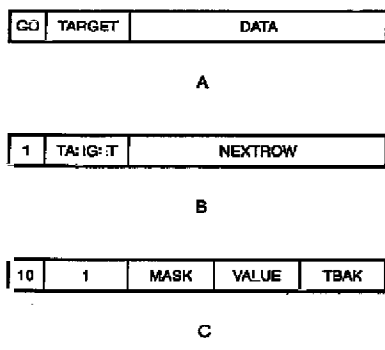 GO TARGET DATA
A
1 NEXTROW
B
10 1 MASK VALUE TBAK
C